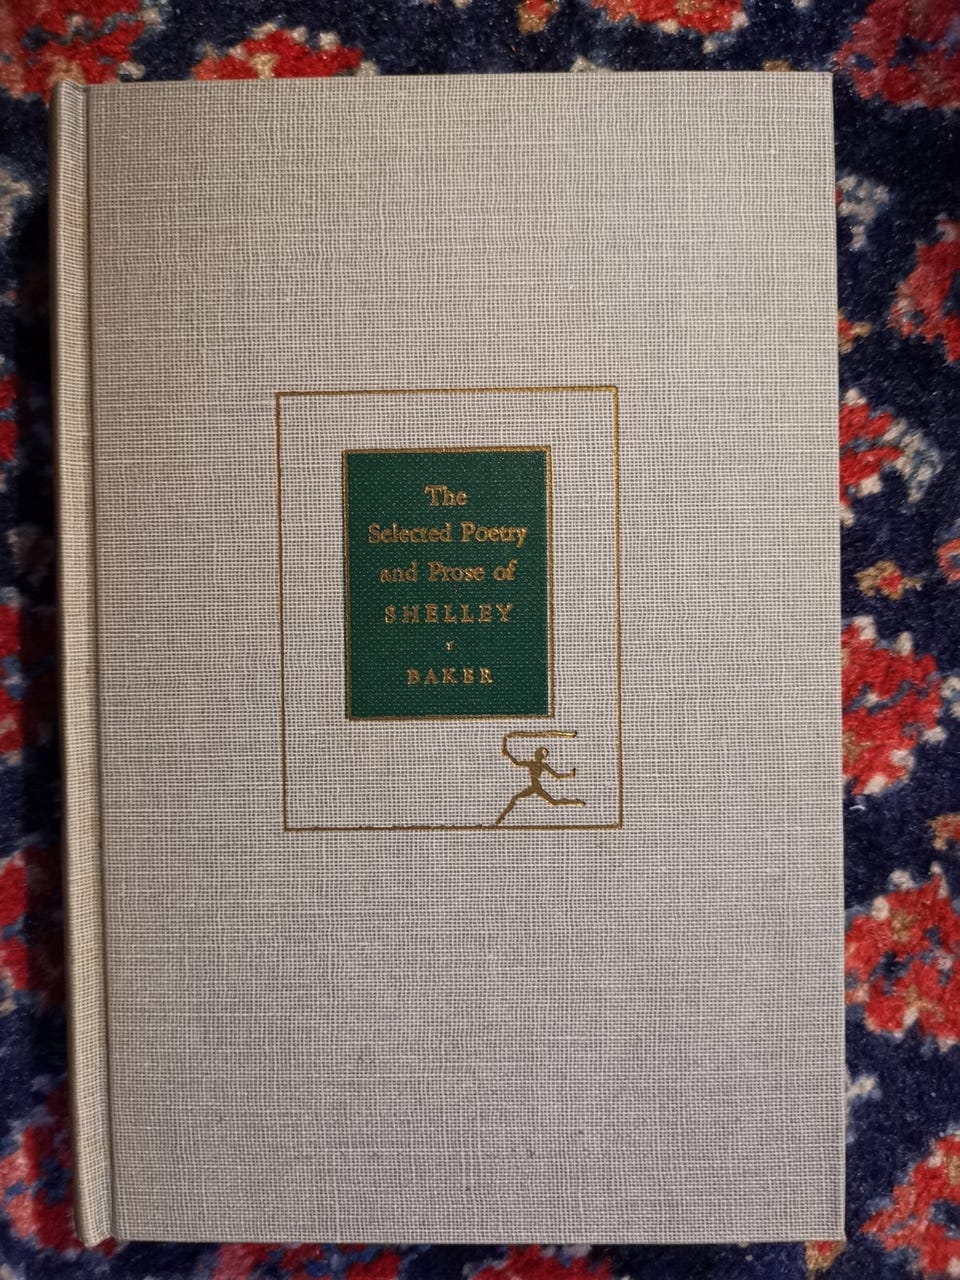 The
Selected Poetry
and Prose of
SHELLEY
BAKER